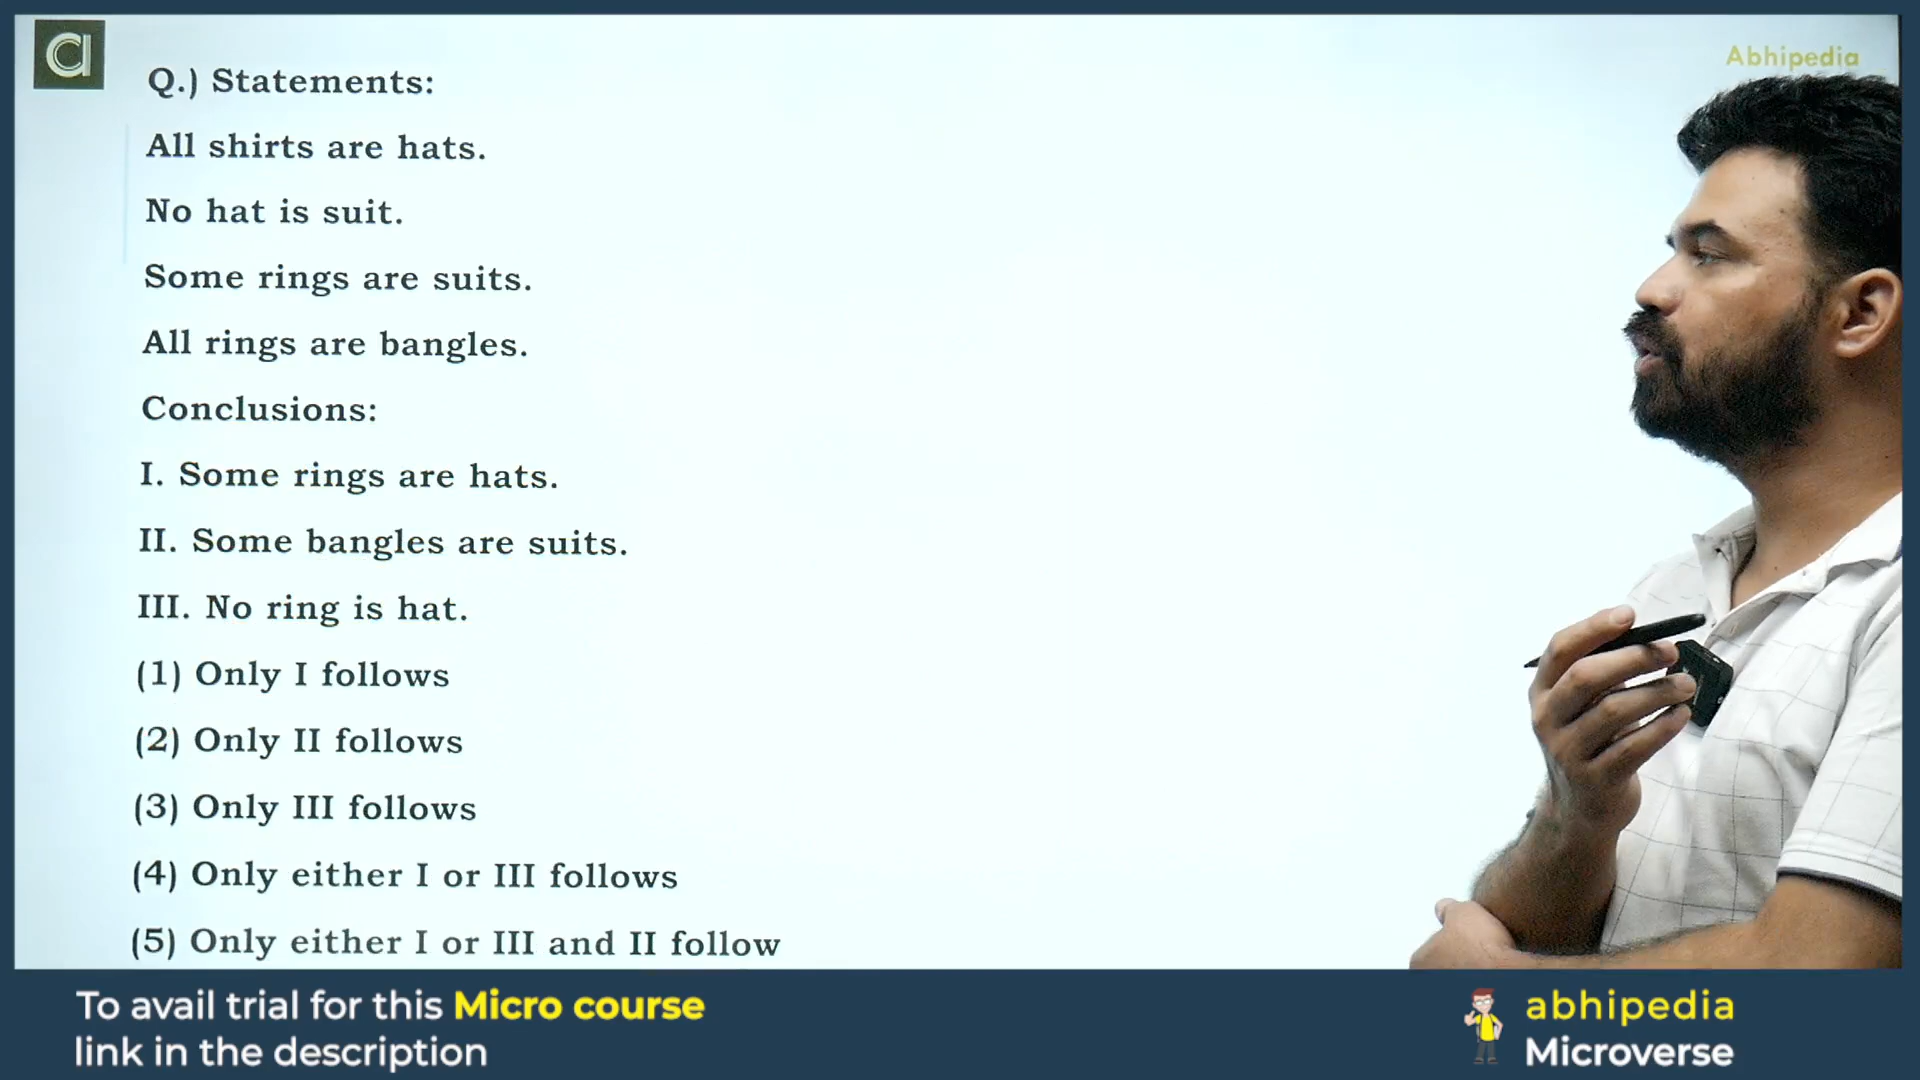 Abhipedia
Q.) Statements:
All shirts are hats.
No hat is suit.
Some rings are suits.
All rings are bangles.
Conclusions:
I. Some rings are hats.
II. Some bangles are suits.
III. No ring is hat.
(1) Only I follows
(2) Only II follows
(3) Only III follows
(4) Only either I or III follows
(5) Only either I or III and II follow
To avail trial for this Micro course
link in the description
abhipedia
Microverse